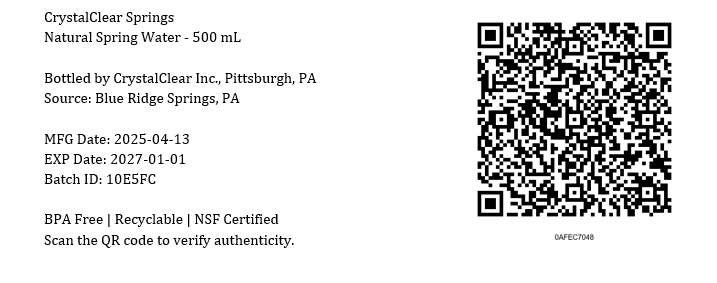 CrystalClear Springs
Natural Spring Water - 500 mL
Bottled by CrystalClear Inc., Pittsburgh, PA
Source: Blue Ridge Springs, PA
MFG Date: 2025-04-13
EXP Date: 2027-01-01
Batch ID: 10E5FC
BPA Free | Recyclable | NSF Certified
Scan the QR code to verify authenticity.
0AFEC7048